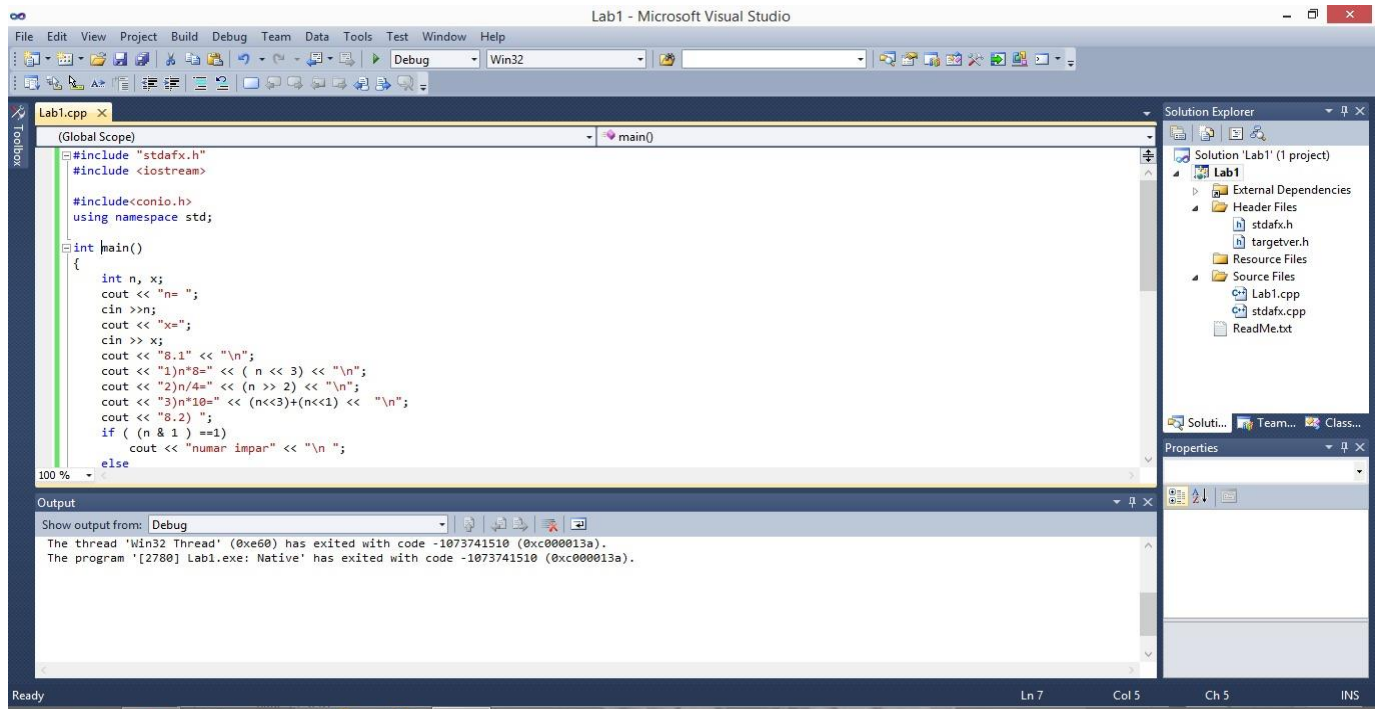 Lab1 - Microsoft Visual Studio
File Edit View Project Build Debug Team Data Tools Test Window Help
Debug Win32
Toolbox
Lab1.cpp
(Global Scope) main()
#include "stdafx.h"
#include <iostream>
#include<conio.h>
using namespace std;
int main()
{
int n, x;
cout << "n= ";
cin >>n;
cout << "x=";
cin >> x;
cout << "8.1" << "\n";
cout << "1)n*8=" << ( n << 3) << "\n";
cout << "2)n/4=" << (n >> 2) << "\n";
cout << "3)n*10=" << (n<<3)+(n<<1) <<  "\n";
cout << "8.2) ";
if ( (n & 1 ) ==1)
cout << "numar impar" << "\n ";
else
100 %
Output
Show output from: Debug
The thread 'Win32 Thread' (0xe60) has exited with code -1073741510 (0xc000013a).
The program '[2780] Lab1.exe: Native' has exited with code -1073741510 (0xc000013a).
Solution Explorer
Solution 'Lab1' (1 project)
Lab1
External Dependencies
Header Files
stdafx.h
targetver.h
Resource Files
Source Files
Lab1.cpp
stdafx.cpp
ReadMe.txt
Soluti... Team... Class...
Properties
Ready Ln 7 Col 5 Ch 5 INS